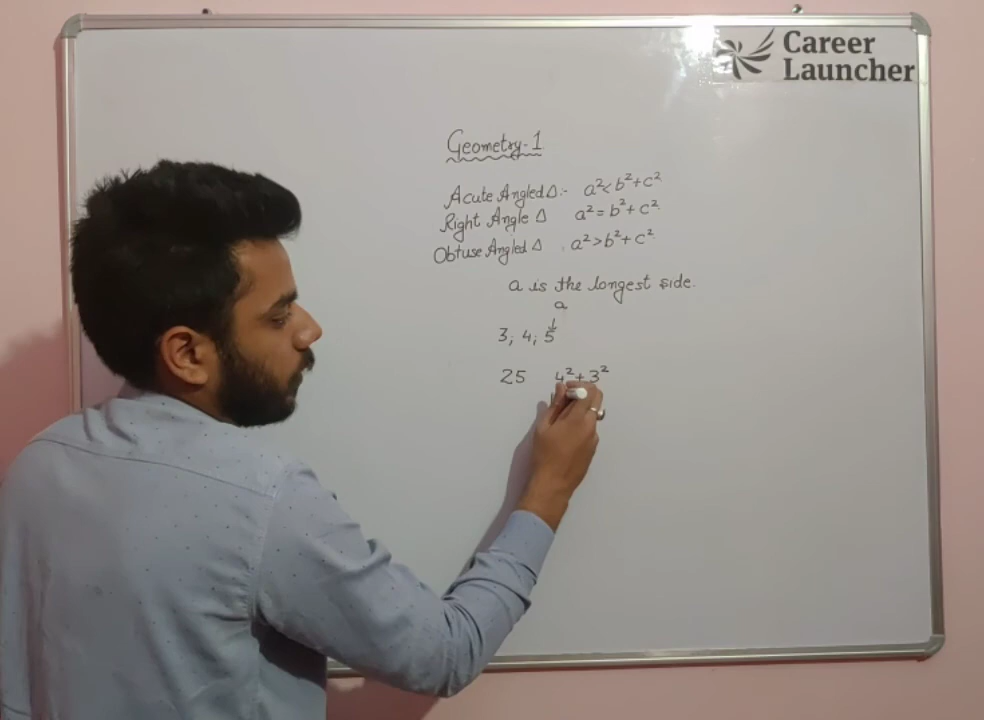 Career
Launcher
Geometry-1
Acute Angled Δ:- a²<b²+c²
Right Angle Δ a²=b²+c²
Obtuse Angled Δ a²>b²+c²
a is the longest side.
a
↓
3, 4, 5
25 4²+3²